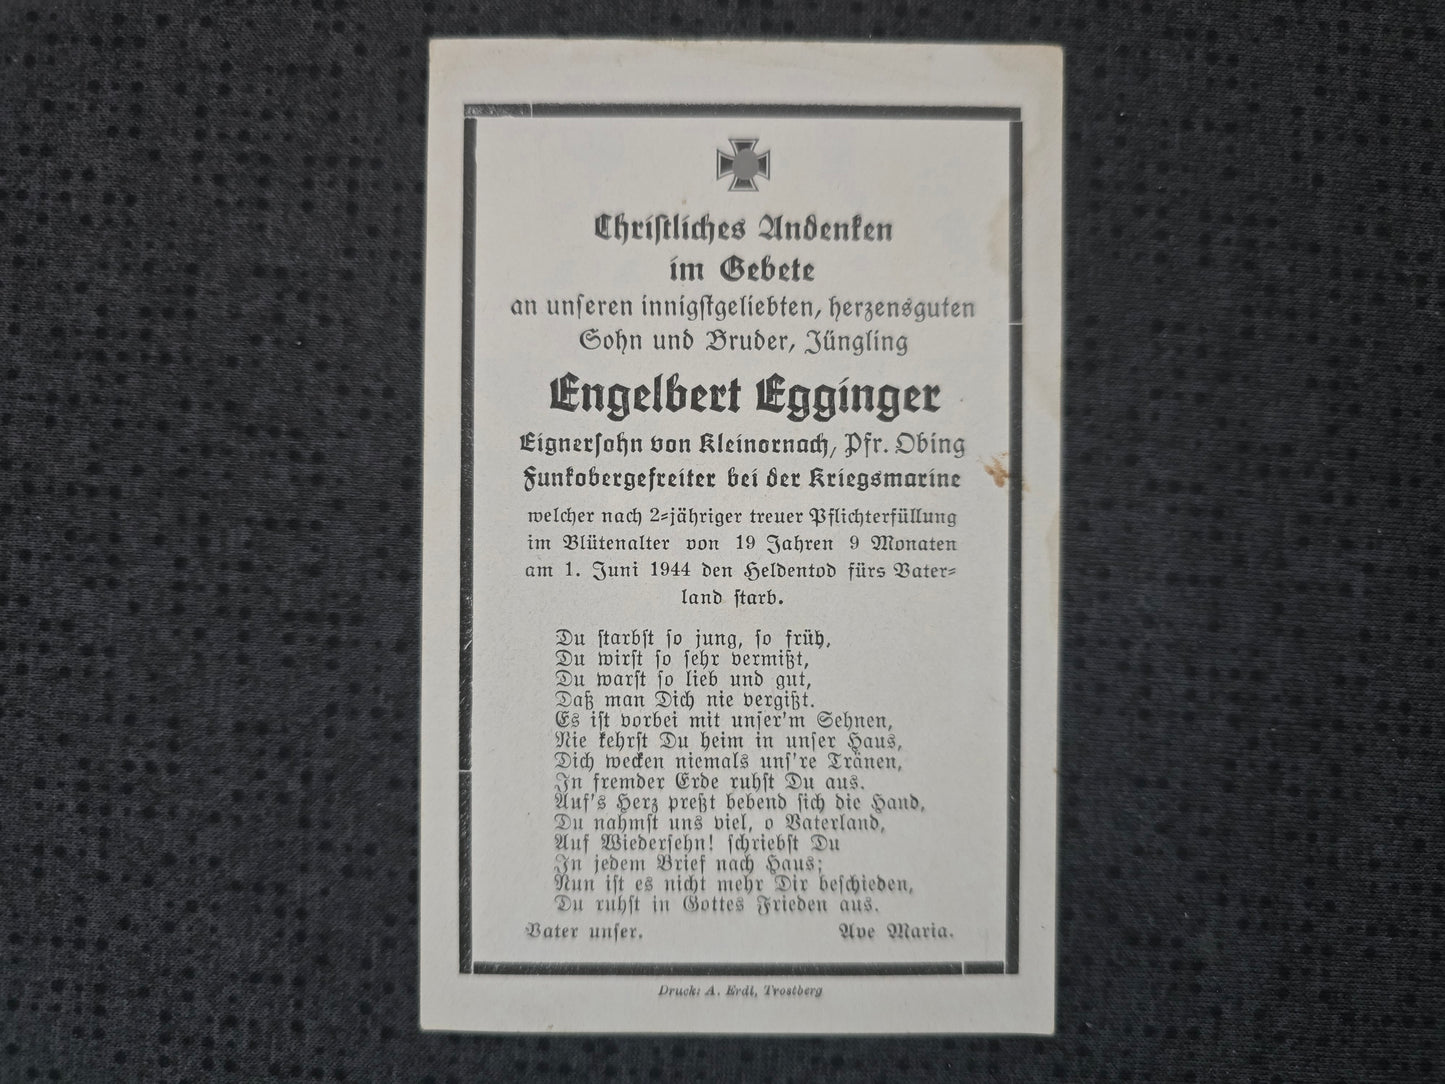 Christliches Andenken
im Gebete
an unseren innigstgeliebten, herzensguten
Sohn und Bruder, Jüngling
Engelbert Egginger
Eignersohn von Kleinornach, Pfr. Obing
Funkobergefreiter bei der Kriegsmarine
welcher nach 2-jähriger treuer Pflichterfüllung
im Blütenalter von 19 Jahren 9 Monaten
am 1. Juni 1944 den Heldentod fürs Vater-
land starb.
Du starbst so jung, so früh,
Du wirst so sehr vermißt,
Du warst so lieb und gut,
Daß man Dich nie vergißt.
Es ist vorbei mit unser'm Sehnen,
Nie kehrst Du heim in unser Haus,
Dich wecken niemals uns're Tränen,
In fremder Erde ruhst Du aus.
Auf's Herz preßt bebend sich die Hand,
Du nahmst uns viel, o Vaterland,
Auf Wiedersehn! schriebst Du
In jedem Brief nach Haus;
Nun ist es nicht mehr Dir beschieden,
Du ruhst in Gottes Frieden aus.
Vater unser. Ave Maria.
Druck: A. Erdl, Trostberg